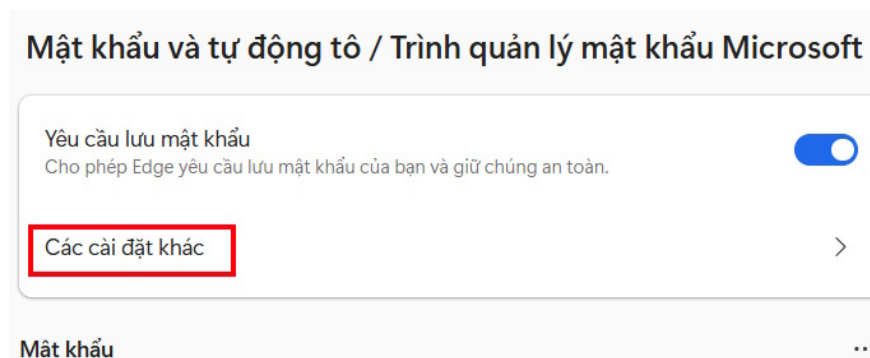 Mật khẩu và tự động tô / Trình quản lý mật khẩu Microsoft
Yêu cầu lưu mật khẩu
Cho phép Edge yêu cầu lưu mật khẩu của bạn và giữ chúng an toàn.
Các cài đặt khác
Mật khẩu